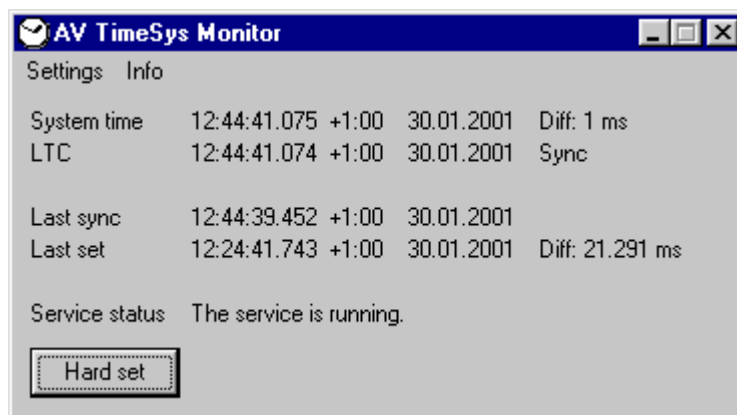 AV TimeSys Monitor
Settings Info
System time 12:44:41.075 +1:00 30.01.2001 Diff: 1 ms
LTC 12:44:41.074 +1:00 30.01.2001 Sync
Last sync 12:44:39.452 +1:00 30.01.2001
Last set 12:24:41.743 +1:00 30.01.2001 Diff: 21.291 ms
Service status The service is running.
Hard set